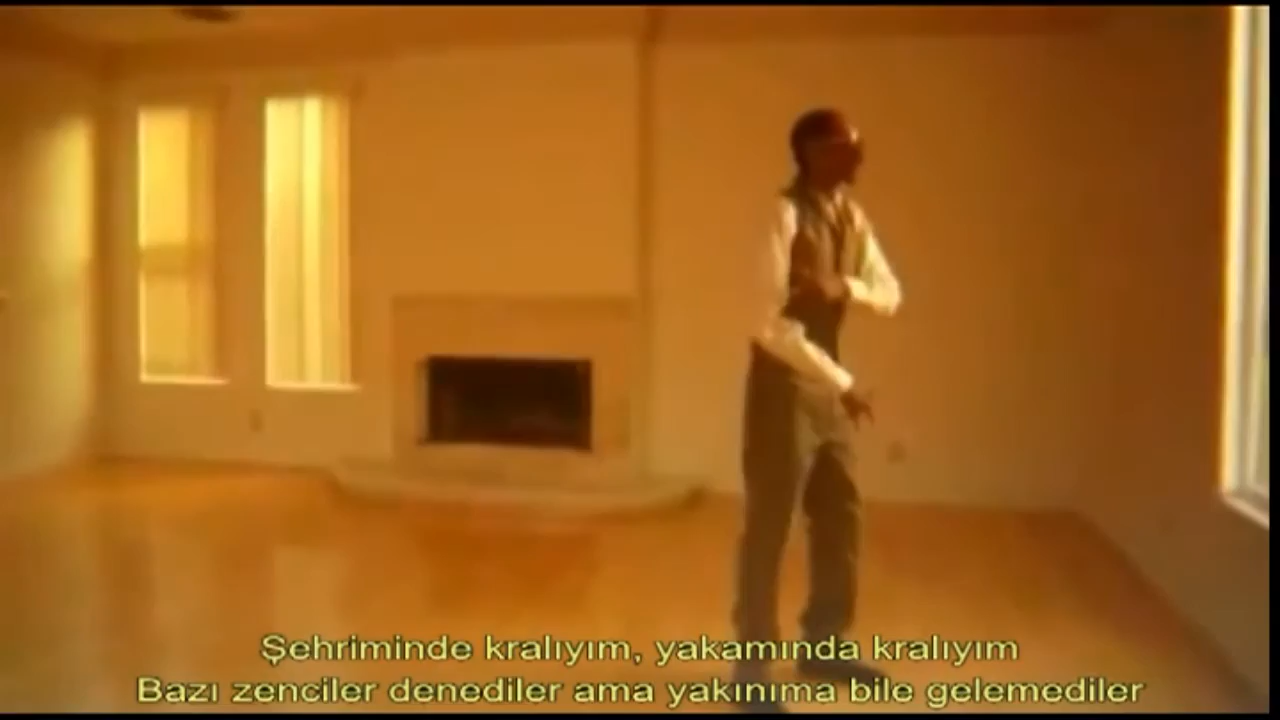 Şehriminde kralıyım, yakamında kralıyım
Bazı zenciler denediler ama yakınıma bile gelemediler